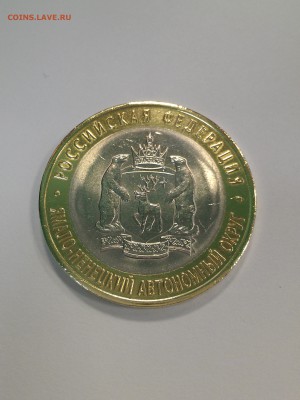 COINS.LAVE.RU
РОССИЙСКАЯ ФЕДЕРАЦИЯ
ЯМАЛО-НЕНЕЦКИЙ АВТОНОМНЫЙ ОКРУГ